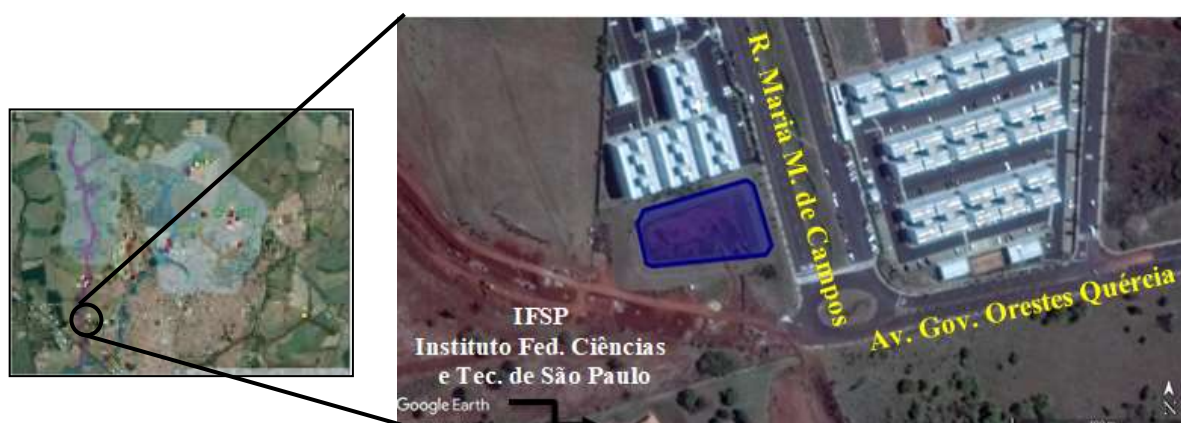 R. Maria M. de Campos
Av. Gov. Orestes Quércia
IFSP
Instituto Fed. Ciências
e Tec. de São Paulo
Google Earth
N